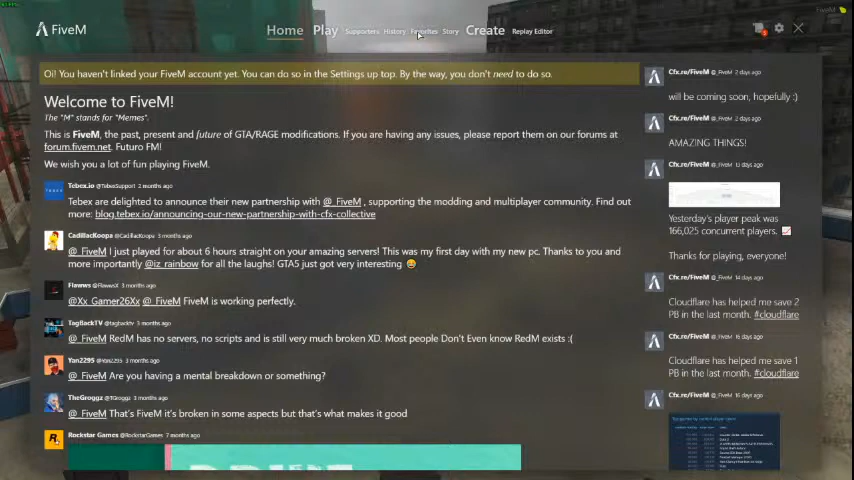 FiveM
FiveM
Home Play Supporters History Favorites Story Create Replay Editor
Oi! You haven't linked your FiveM account yet. You can do so in the Settings up top. By the way, you don't need to do so.
Welcome to FiveM!
The "M" stands for "Memes".
This is FiveM, the past, present and future of GTA/RAGE modifications. If you are having any issues, please report them on our forums at
forum.fivem.net. Futuro FM!
We wish you a lot of fun playing FiveM.
Tebex.io @TebexSupport 2 months ago
Tebex are delighted to announce their new partnership with @_FiveM , supporting the modding and multiplayer community. Find out
more: blog.tebex.io/announcing-our-new-partnership-with-cfx-collective
CadillacKoopa @CadillacKoopa 3 months ago
@_FiveM I just played for about 6 hours straight on your amazing servers! This was my first day with my new pc. Thanks to you and
more importantly @iz_rainbow for all the laughs! GTA5 just got very interesting 😂
Flawws @FlawwsX 3 months ago
@Xx_Gamer26Xx @_FiveM FiveM is working perfectly.
TagBackTV @tagbacktv 3 months ago
@_FiveM RedM has no servers, no scripts and is still very much broken XD. Most people Don't Even know RedM exists :(
Yan2295 @Yan2295 3 months ago
@_FiveM Are you having a mental breakdown or something?
TheGroggz @TGroggz 3 months ago
@_FiveM That's FiveM it's broken in some aspects but that's what makes it good
Rockstar Games @RockstarGames 7 months ago
Cfx.re/FiveM @_FiveM 2 days ago
will be coming soon, hopefully :)
Cfx.re/FiveM @_FiveM 2 days ago
AMAZING THINGS!
Cfx.re/FiveM @_FiveM 13 days ago
Yesterday's player peak was
166,025 concurrent players. 📈
Thanks for playing, everyone!
Cfx.re/FiveM @_FiveM 14 days ago
Cloudflare has helped me save 2
PB in the last month. #cloudflare
Cfx.re/FiveM @_FiveM 16 days ago
Cloudflare has helped me save 1
PB in the last month. #cloudflare
Cfx.re/FiveM @_FiveM 16 days ago